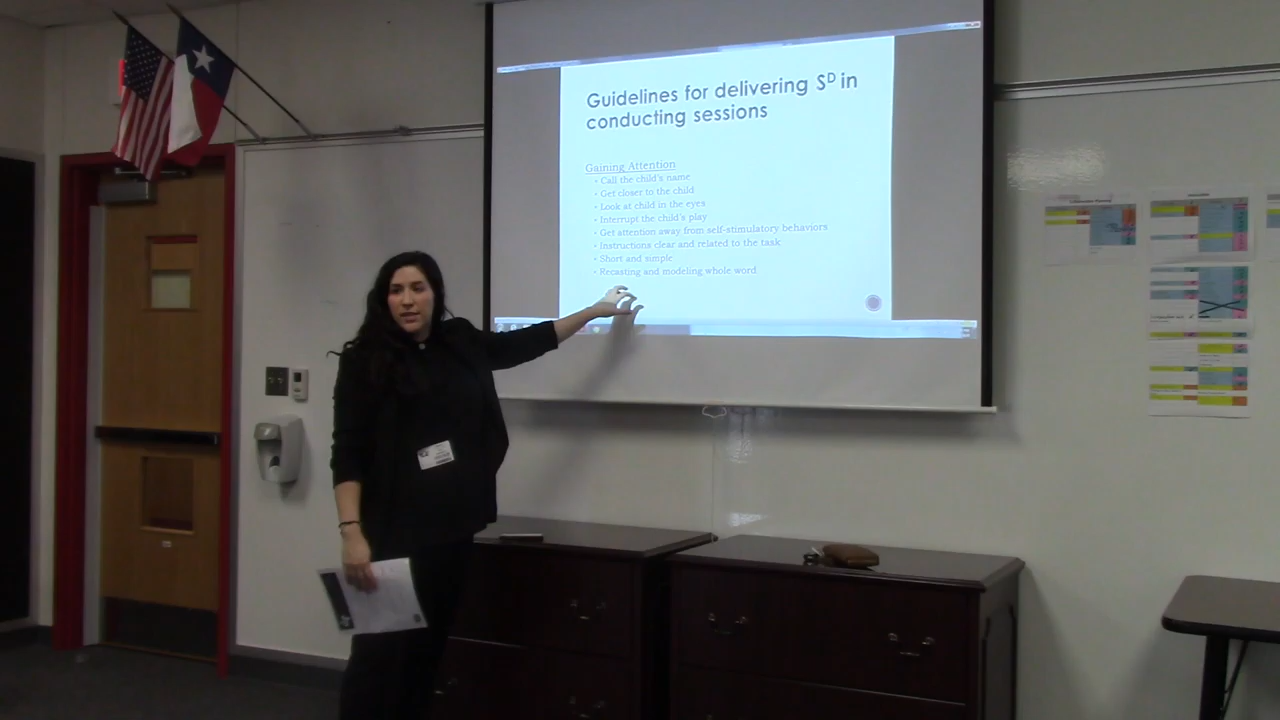 Guidelines for delivering Sᴰ in
conducting sessions
Gaining Attention
• Call the child's name
• Get closer to the child
• Look at child in the eyes
• Interrupt the child's play
• Get attention away from self-stimulatory behaviors
• Instructions clear and related to the task
• Short and simple
• Recasting and modeling whole word